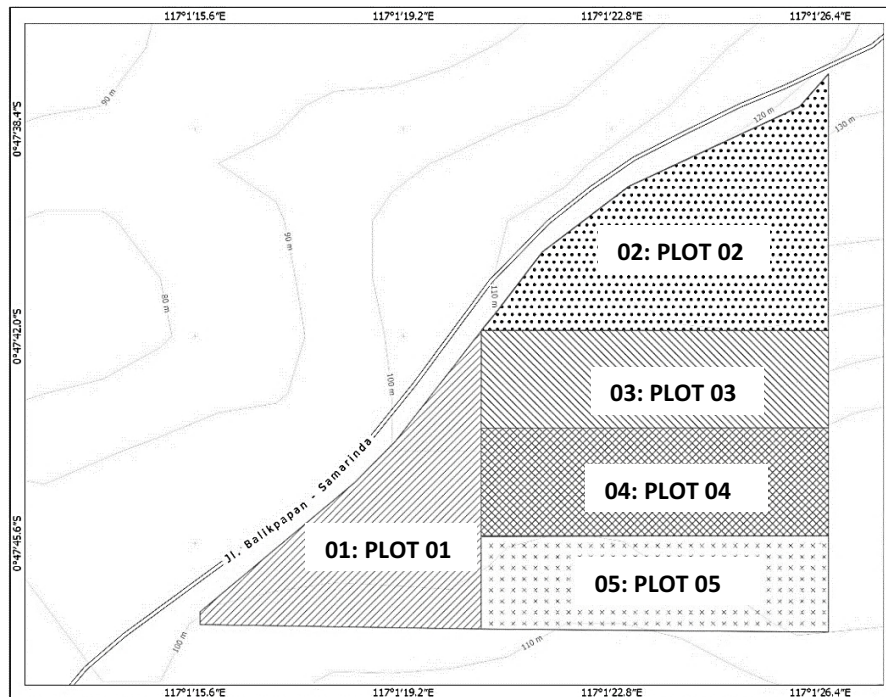 117°1'15.6"E 117°1'19.2"E 117°1'22.8"E 117°1'26.4"E
0°47'38.4"S
90 m
120 m
130 m
90 m
02: PLOT 02
80 m
110 m
0°47'42.0"S
100 m
03: PLOT 03
Jl. Balikpapan - Samarinda
04: PLOT 04
0°47'45.6"S
01: PLOT 01
05: PLOT 05
100 m
110 m
117°1'15.6"E 117°1'19.2"E 117°1'22.8"E 117°1'26.4"E